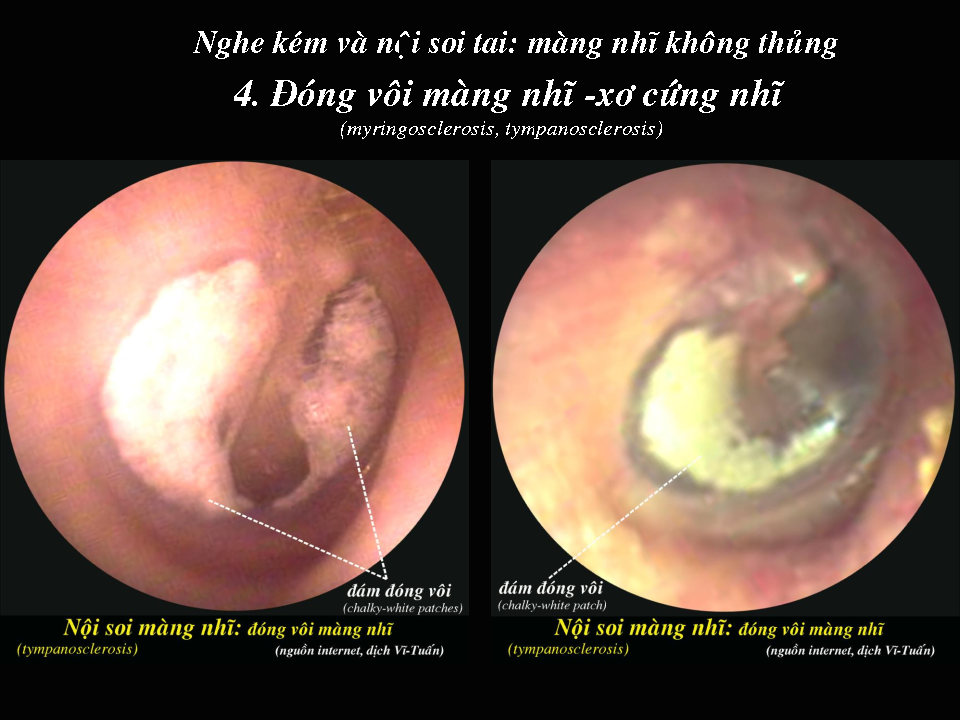 Nghe kém và nội soi tai: màng nhĩ không thủng
4. Đóng vôi màng nhĩ -xơ cứng nhĩ
(myringosclerosis, tympanosclerosis)
đám đóng vôi
(chalky-white patches)
Nội soi màng nhĩ: đóng vôi màng nhĩ
(tympanosclerosis)
(nguồn internet, dịch Vĩ-Tuấn)
đám đóng vôi
(chalky-white patch)
Nội soi màng nhĩ: đóng vôi màng nhĩ
(tympanosclerosis)
(nguồn internet, dịch Vĩ-Tuấn)